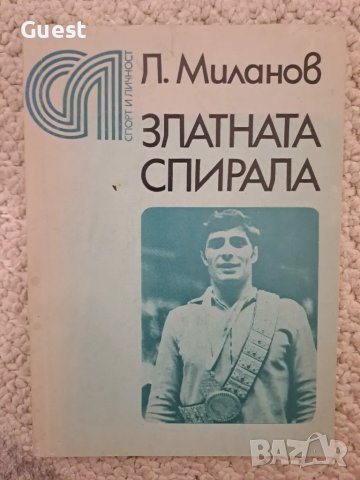 Guest
СПОРТ И ЛИЧНОСТ
П. Миланов
ЗЛАТНАТА
СПИРАЛА
BAZAR